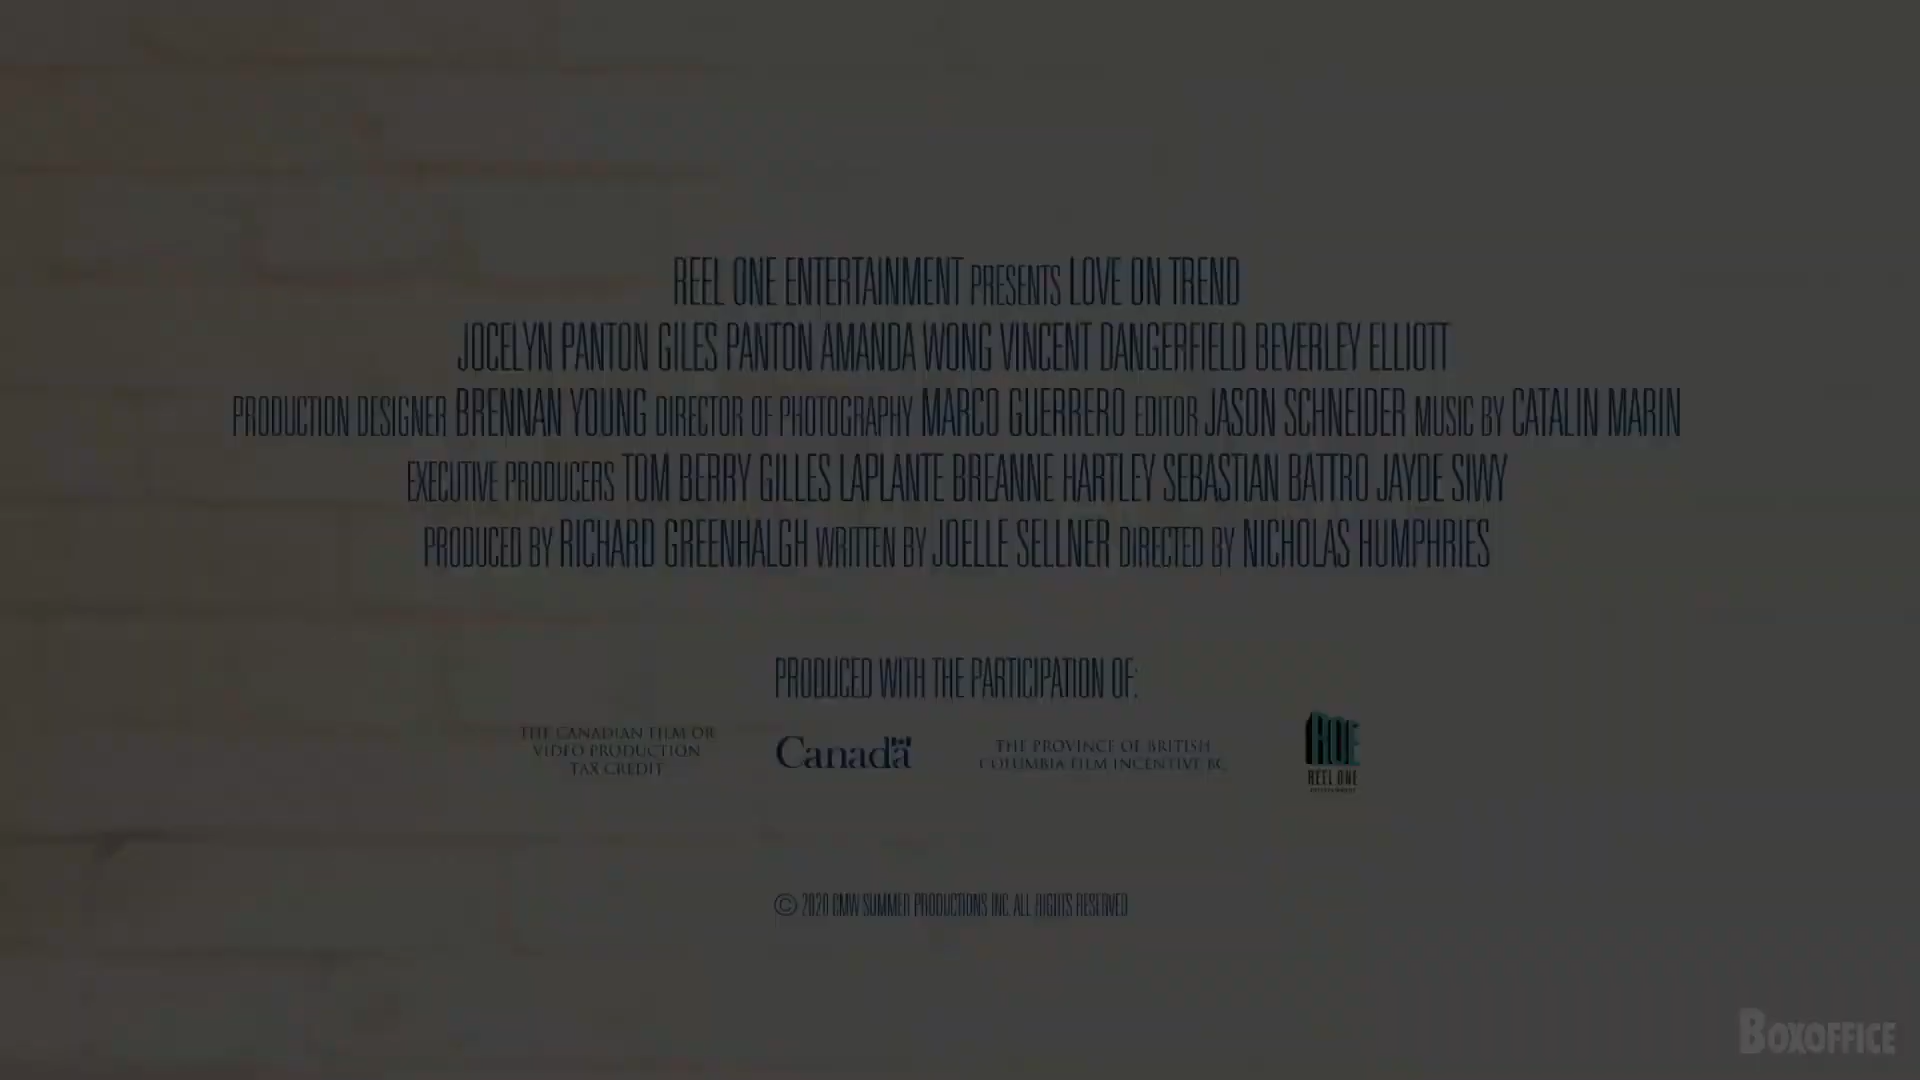 REEL ONE ENTERTAINMENT PRESENTS LOVE ON TREND
JOCELYN PANTON GILES PANTON AMANDA WONG VINCENT DANGERFIELD BEVERLEY ELLIOTT
PRODUCTION DESIGNER BRENNAN YOUNG DIRECTOR OF PHOTOGRAPHY MARCO GUERRERO EDITOR JASON SCHNEIDER MUSIC BY CATALIN MARIN
EXECUTIVE PRODUCERS TOM BERRY GILLES LAPLANTE BREANNE HARTLEY SEBASTIAN BATTRO JAYDE SIWY
PRODUCED BY RICHARD GREENHALGH WRITTEN BY JOELLE SELLNER DIRECTED BY NICHOLAS HUMPHRIES
PRODUCED WITH THE PARTICIPATION OF:
THE CANADIAN FILM OR
VIDEO PRODUCTION
TAX CREDIT
Canada
THE PROVINCE OF BRITISH
COLUMBIA FILM INCENTIVE BC
ROE
REEL ONE
ENTERTAINMENT
© 2020 CMW SUMMER PRODUCTIONS INC. ALL RIGHTS RESERVED
BOXOFFICE